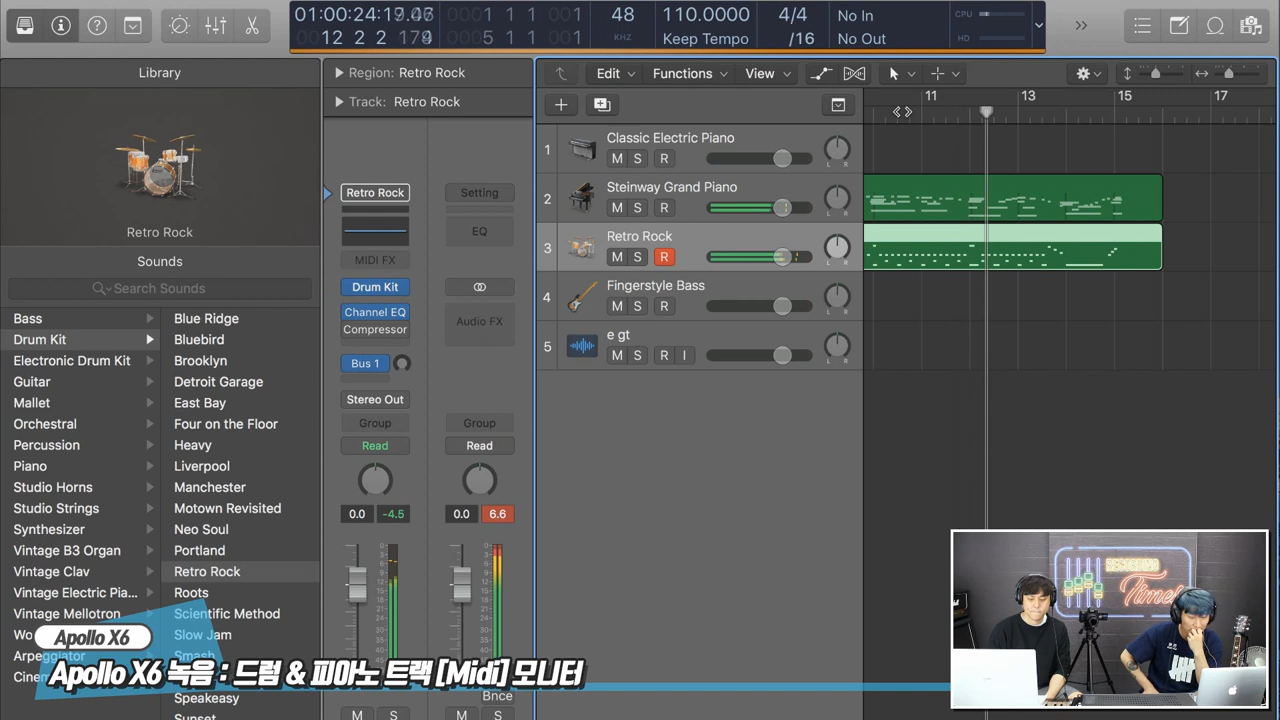 01:00:24:19.46
12 2 2 179
1 1 1
5 1 1 1
48
KHZ
110.0000
Keep Tempo
4/4
/16
No In
No Out
CPU
HD
Library
Retro Rock
Sounds
Search Sounds
Bass
Drum Kit
Electronic Drum Kit
Guitar
Mallet
Orchestral
Percussion
Piano
Studio Horns
Studio Strings
Synthesizer
Vintage B3 Organ
Vintage Clav
Vintage Electric Pia...
Vintage Mellotron
Wo
Arpeggiator
Cine
Blue Ridge
Bluebird
Brooklyn
Detroit Garage
East Bay
Four on the Floor
Heavy
Liverpool
Manchester
Motown Revisited
Neo Soul
Portland
Retro Rock
Roots
Scientific Method
Slow Jam
Smash
Speakeasy
Sunset
Region: Retro Rock
Track: Retro Rock
Retro Rock
MIDI FX
Drum Kit
Channel EQ
Compressor
Bus 1
Stereo Out
Group
Read
0.0 -4.5
M S
Setting
EQ
Audio FX
Group
Read
0.0 6.6
Bnce
M S
Edit Functions View
11 13 15 17
1 Classic Electric Piano
M S R
L R
2 Steinway Grand Piano
M S R
L R
3 Retro Rock
M S R
L R
4 Fingerstyle Bass
M S R
L R
5 e gt
M S R I
L R
Timer
Apollo X6
Apollo X6 녹음 : 드럼 & 피아노 트랙 [Midi] 모니터